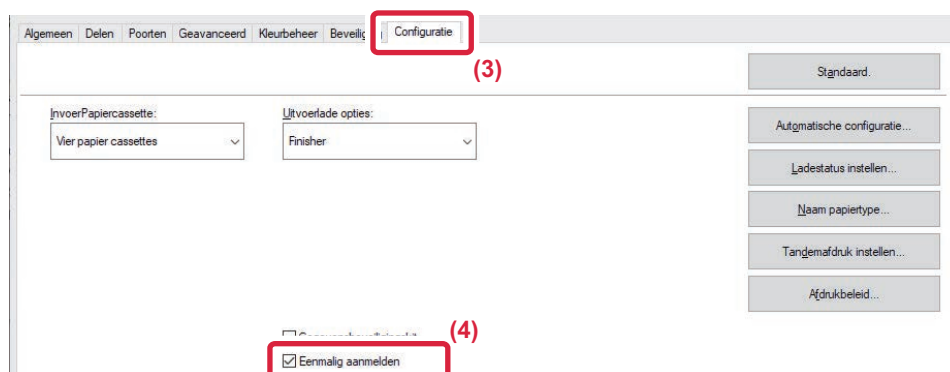 Algemeen Delen Poorten Geavanceerd Kleurbeheer Configuratie
(3)
Standaard.
InvoerPapiercassette: Uitvoerlade opties:
Vier papier cassettes Finisher
Automatische configuratie...
Ladestatus instellen...
Naam papiertype...
Tandemafdruk instellen...
Afdrukbeleid...
(4)
Eenmalig aanmelden